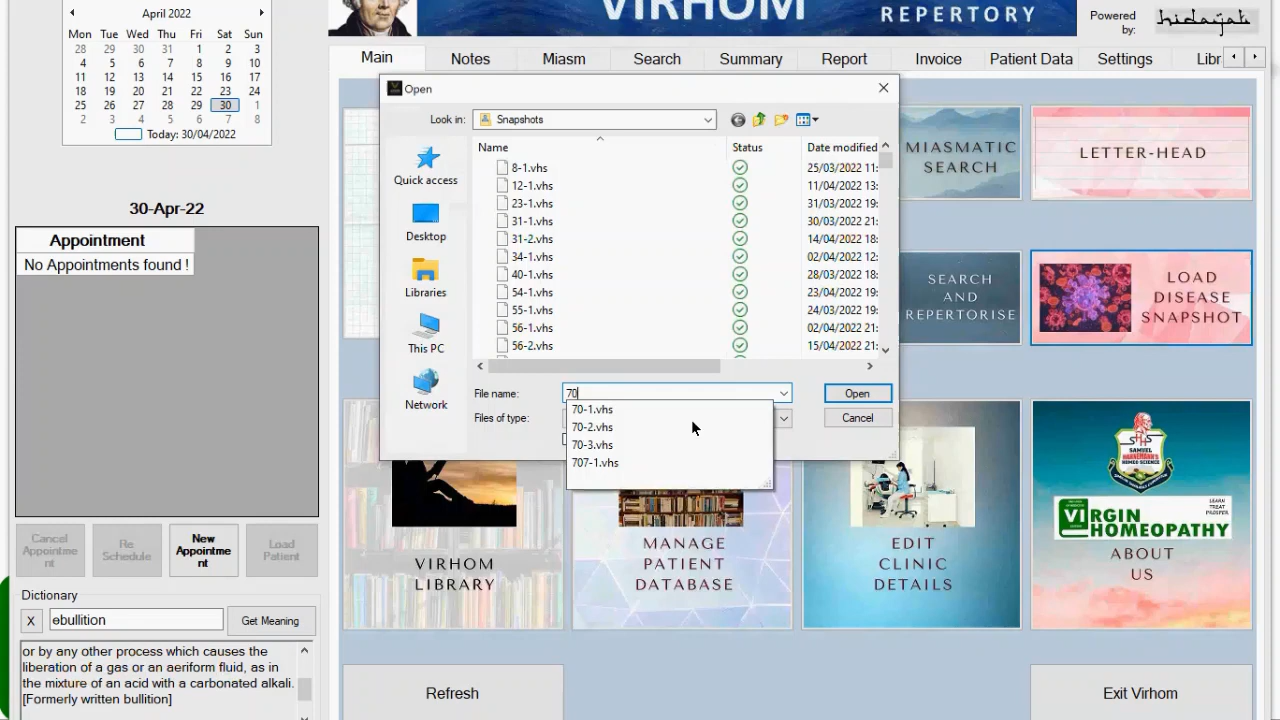 April 2022
Mon Tue Wed Thu Fri Sat Sun
28 29 30 31 1 2 3
4 5 6 7 8 9 10
11 12 13 14 15 16 17
18 19 20 21 22 23 24
25 26 27 28 29 30 1
2 3 4 5 6 7 8
Today: 30/04/2022
30-Apr-22
Appointment
No Appointments found !
Cancel
Appointme
nt
Re
Schedule
New
Appointme
nt
Load
Patient
Dictionary
X
ebullition
Get Meaning
or by any other process which causes the
liberation of a gas or an aeriform fluid, as in
the mixture of an acid with a carbonated alkali.
[Formerly written bullition]
VIRHOM
REPERTORY
Powered
by:
hidayah
Main Notes Miasm Search Summary Report Invoice Patient Data Settings Libr
Open
Look in: Snapshots
Quick access
Desktop
Libraries
This PC
Network
Name Status Date modified
8-1.vhs 25/03/2022 11:
12-1.vhs 11/04/2022 13:
23-1.vhs 31/03/2022 19:
31-1.vhs 30/03/2022 21:
31-2.vhs 14/04/2022 18:
34-1.vhs 02/04/2022 12:
40-1.vhs 28/03/2022 18:
54-1.vhs 23/04/2022 19:
55-1.vhs 24/03/2022 19:
56-1.vhs 02/04/2022 21:
56-2.vhs 15/04/2022 21:
File name: 70
Open
Files of type:
Cancel
70-1.vhs
70-2.vhs
70-3.vhs
707-1.vhs
MIASMATIC
SEARCH
LETTER-HEAD
SEARCH
AND
REPERTORISE
LOAD
DISEASE
SNAPSHOT
VIRHOM
LIBRARY
MANAGE
PATIENT
DATABASE
EDIT
CLINIC
DETAILS
SAMUEL
HAHNEMANN'S
HOMEO SCIENCE
VIRGIN
HOMEOPATHY
LEARN
TREAT
PROSPER
ABOUT
US
Refresh
Exit Virhom